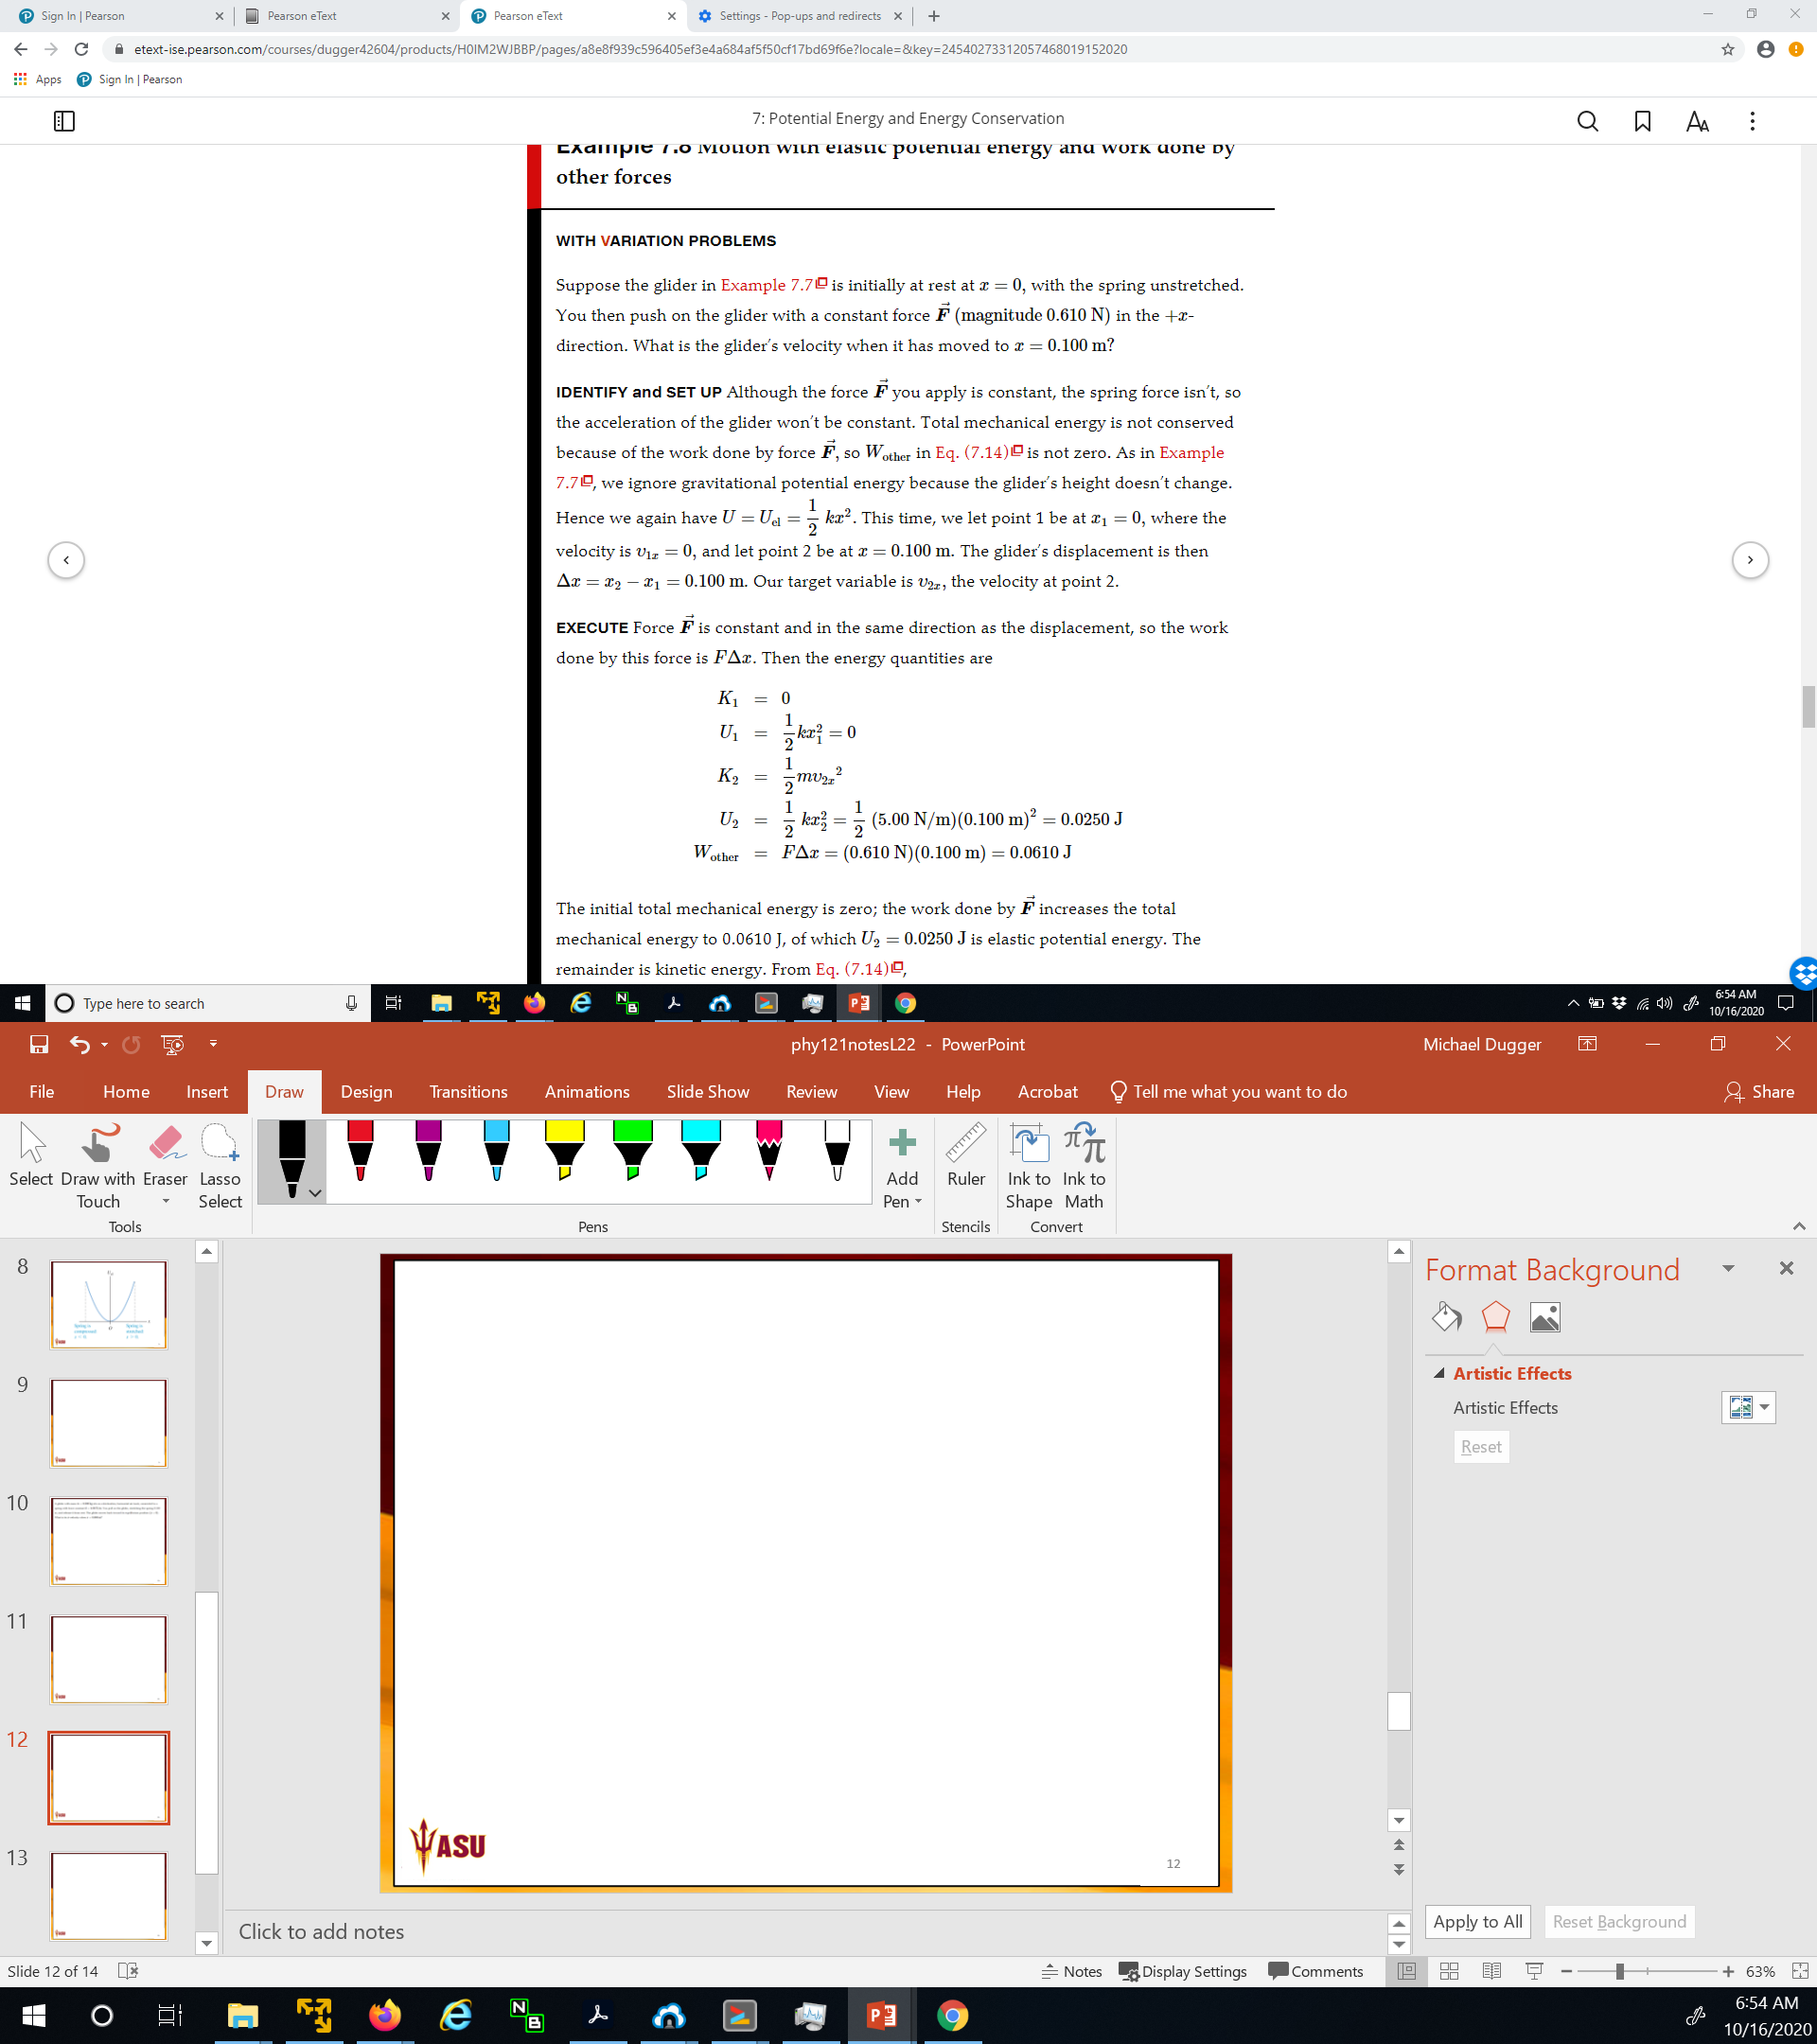 Sign In | Pearson
Pearson eText
Pearson eText
Settings - Pop-ups and redirects
etext-ise.pearson.com/courses/dugger42604/products/H0IM2WJBBP/pages/a8e8f939c596405ef3e4a684af5f50cf17bd69f6e?locale=&key=24540273312057468019152020
Apps
Sign In | Pearson
7: Potential Energy and Energy Conservation
Example 7.8 Motion with elastic potential energy and work done by
other forces
WITH VARIATION PROBLEMS
Suppose the glider in Example 7.7 is initially at rest at x = 0, with the spring unstretched.
You then push on the glider with a constant force F⃗ (magnitude 0.610 N) in the +x-
direction. What is the glider's velocity when it has moved to x = 0.100 m?
IDENTIFY and SET UP Although the force F⃗ you apply is constant, the spring force isn't, so
the acceleration of the glider won't be constant. Total mechanical energy is not conserved
because of the work done by force F⃗, so W_other in Eq. (7.14) is not zero. As in Example
7.7, we ignore gravitational potential energy because the glider's height doesn't change.
Hence we again have U = U_el = 1/2 kx². This time, we let point 1 be at x₁ = 0, where the
velocity is v₁ₓ = 0, and let point 2 be at x = 0.100 m. The glider's displacement is then
Δx = x₂ − x₁ = 0.100 m. Our target variable is v₂ₓ, the velocity at point 2.
EXECUTE Force F⃗ is constant and in the same direction as the displacement, so the work
done by this force is FΔx. Then the energy quantities are
K₁ = 0
U₁ = 1/2 kx₁² = 0
K₂ = 1/2 mv₂ₓ²
U₂ = 1/2 kx₂² = 1/2 (5.00 N/m)(0.100 m)² = 0.0250 J
W_other = FΔx = (0.610 N)(0.100 m) = 0.0610 J
The initial total mechanical energy is zero; the work done by F⃗ increases the total
mechanical energy to 0.0610 J, of which U₂ = 0.0250 J is elastic potential energy. The
remainder is kinetic energy. From Eq. (7.14),
Type here to search
6:54 AM
10/16/2020
phy121notesL22 - PowerPoint
Michael Dugger
File Home Insert Draw Design Transitions Animations Slide Show Review View Help Acrobat Tell me what you want to do Share
Select
Draw with Touch
Eraser
Lasso Select
Add Pen
Ruler
Ink to Shape
Ink to Math
Tools
Pens
Stencils
Convert
8
9
10
11
12
13
ASU
12
Format Background
Artistic Effects
Artistic Effects
Reset
Apply to All
Reset Background
Click to add notes
Slide 12 of 14
Notes
Display Settings
Comments
63%
6:54 AM
10/16/2020